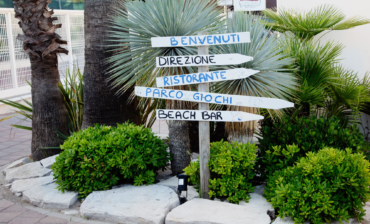 BENVENUTI
DIREZIONE
RISTORANTE
PARCO GIOCHI
BEACH BAR